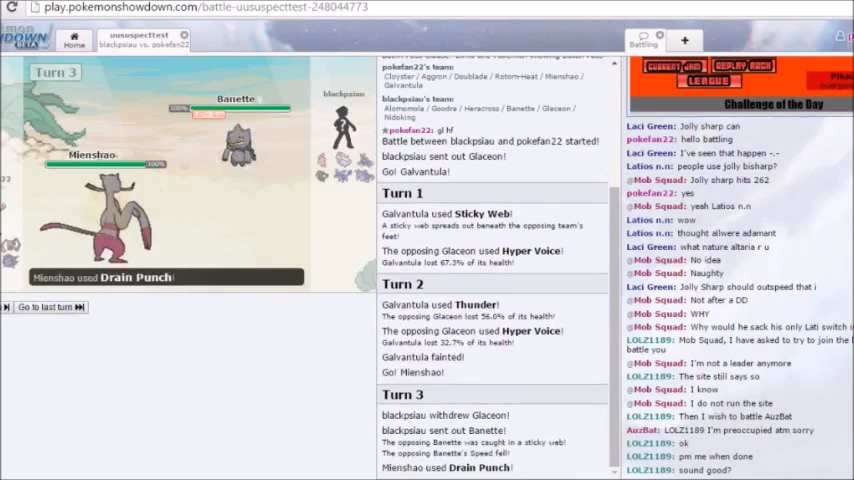 play.pokemonshowdown.com/battle-uususpecttest-248044773
DOWN
BETA
Home
uususpecttest
blackpsiau vs. pokefan22
Battling
Turn 3
Banette
100%
blackpsiau
Mienshao
100%
22
Mienshao used Drain Punch!
Go to last turn
pokefan22's team:
Cloyster / Aggron / Doublade / Rotom-Heat / Mienshao /
Galvantula
blackpsiau's team:
Alomomola / Goodra / Heracross / Banette / Glaceon /
Nidoking
★pokefan22: gl hf
Battle between blackpsiau and pokefan22 started!
blackpsiau sent out Glaceon!
Go! Galvantula!
Turn 1
Galvantula used Sticky Web!
A sticky web spreads out beneath the opposing team's
feet!
The opposing Glaceon used Hyper Voice!
Galvantula lost 67.3% of its health!
Turn 2
Galvantula used Thunder!
The opposing Glaceon lost 56.0% of its health!
The opposing Glaceon used Hyper Voice!
Galvantula lost 32.7% of its health!
Galvantula fainted!
Go! Mienshao!
Turn 3
blackpsiau withdrew Glaceon!
blackpsiau sent out Banette!
The opposing Banette was caught in a sticky web!
The opposing Banette's Speed fell!
Mienshao used Drain Punch!
CURRENT JAM
REPLAY ROCK
LEAGUE
Challenge of the Day
Laci Green: Jolly sharp can
pokefan22: hello battling
Laci Green: I've seen that happen -.-
Latios n.n: people use jolly bisharp?
@Mob Squad: Jolly sharp hits 262
pokefan22: yes
@Mob Squad: yeah Latios n.n
Latios n.n: wow
Latios n.n: thought allwere adamant
Laci Green: what nature altaria r u
@Mob Squad: No idea
@Mob Squad: Naughty
Laci Green: Jolly Sharp should outspeed that i
@Mob Squad: Not after a DD
@Mob Squad: WHY
@Mob Squad: Why would he sack his only Lati switch i
LOLZ1189: Mob Squad, I have asked to try to join the l
battle you
@Mob Squad: I'm not a leader anymore
LOLZ1189: The site still says so
@Mob Squad: I know
@Mob Squad: I do not run the site
LOLZ1189: Then I wish to battle AuzBat
AuzBat: LOLZ1189 I'm preoccupied atm sorry
LOLZ1189: ok
LOLZ1189: pm me when done
LOLZ1189: sound good?